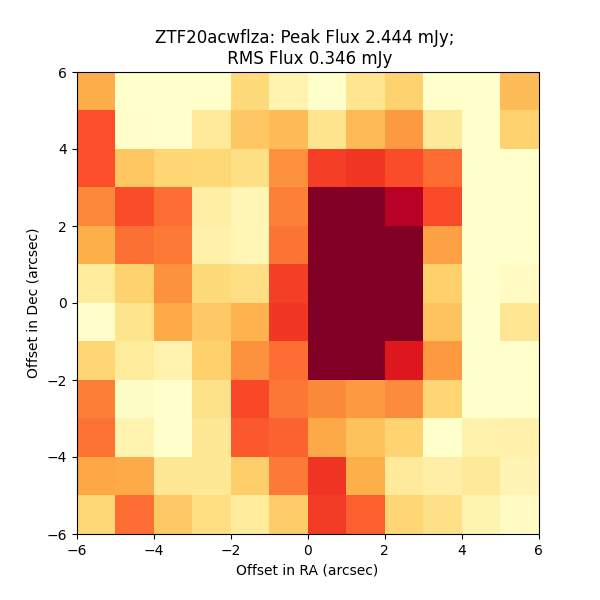 ZTF20acwflza: Peak Flux 2.444 mJy;
RMS Flux 0.346 mJy
6
4
2
0
−2
−4
−6
Offset in Dec (arcsec)
−6 −4 −2 0 2 4 6
Offset in RA (arcsec)